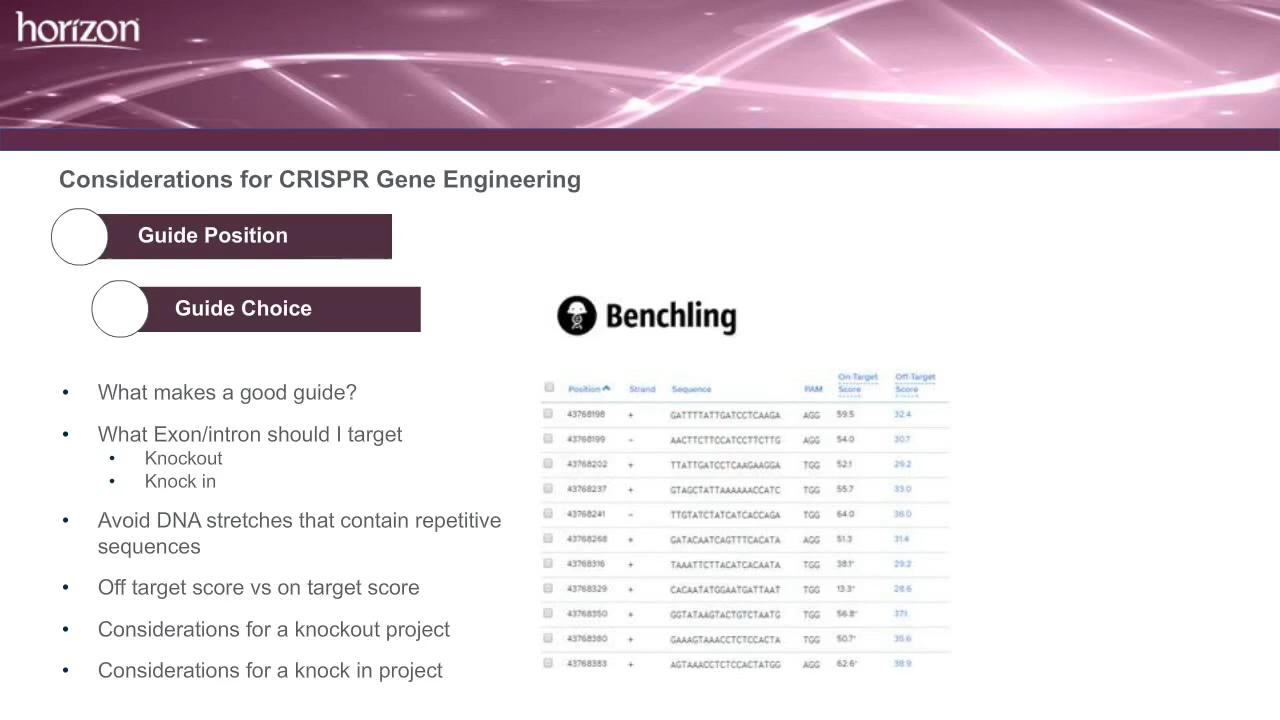 horizon
Considerations for CRISPR Gene Engineering
Guide Position
Guide Choice
• What makes a good guide?
• What Exon/intron should I target
• Knockout
• Knock in
• Avoid DNA stretches that contain repetitive
sequences
• Off target score vs on target score
• Considerations for a knockout project
• Considerations for a knock in project
Benchling
Position Strand Sequence PAM On-Target Score Off-Target Score
43768198 + GATTTTATTGATCCTCAAGA AGG 59.5 32.4
43768199 - AACTTCTTCCATCCTTCTTG AGG 54.0 30.7
43768202 + TTATTGATCCTCAAGAAGGA TGG 52.1 29.2
43768237 + GTAGCTATTAAAAAACCATC TGG 55.7 33.0
43768241 - TTGTATCTATCATCACCAGA TGG 64.0 36.0
43768268 + GATACAATCAGTTTCACATA AGG 51.3 31.4
43768316 + TAAATTCTTACATCACAATA TGG 38.1* 29.2
43768329 + CACAATATGGAATGATTAAT TGG 13.3* 28.6
43768350 + GGTATAAGTACTGTCTAATG TGG 56.8* 37.1
43768380 + GAAAGTAAACCTCTCCACTA TGG 50.7* 35.6
43768383 + AGTAAACCTCTCCACTATGG AGG 62.6* 38.9